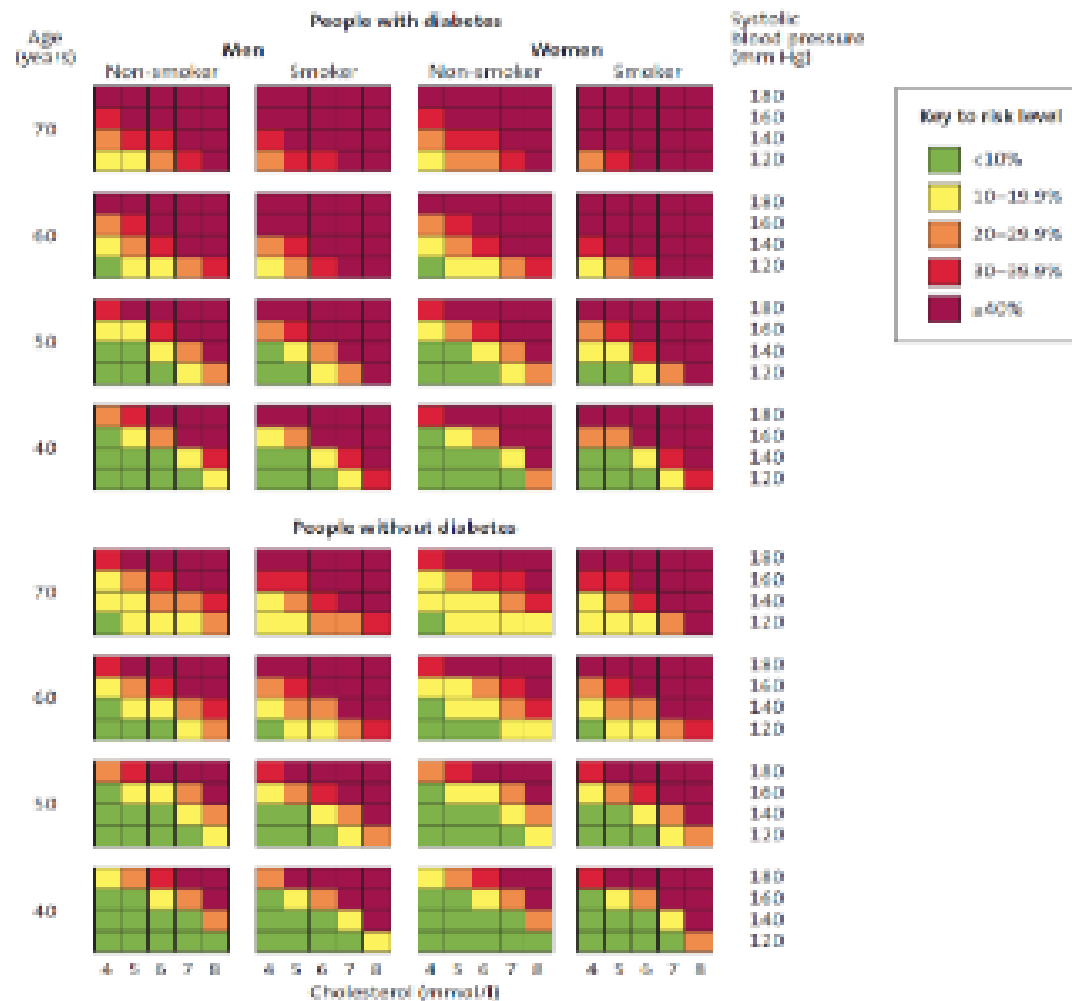 People with diabetes
Age
(years)
Men
Women
Systolic
blood pressure
(mm Hg)
Non-smoker
Smoker
Non-smoker
Smoker
70
180
160
140
120
60
180
160
140
120
50
180
160
140
120
40
180
160
140
120
Key to risk level
<10%
10–19.9%
20–29.9%
30–39.9%
≥40%
People without diabetes
70
180
160
140
120
60
180
160
140
120
50
180
160
140
120
40
180
160
140
120
4 5 6 7 8 4 5 6 7 8 4 5 6 7 8 4 5 6 7 8
Cholesterol (mmol/l)